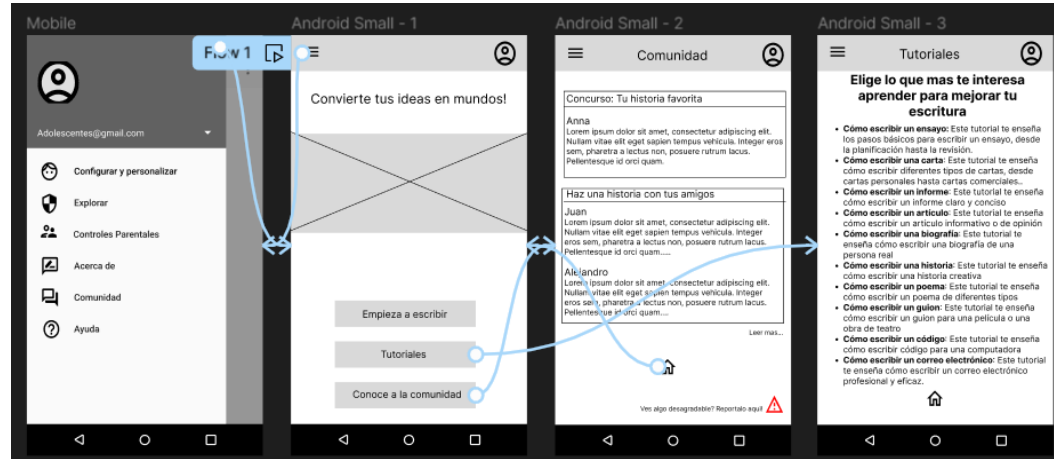 Mobile
Flow 1
Adolescentes@gmail.com
Configurar y personalizar
Explorar
Controles Parentales
Acerca de
Comunidad
Ayuda
Android Small - 1
Convierte tus ideas en mundos!
Empieza a escribir
Tutoriales
Conoce a la comunidad
Android Small - 2
Comunidad
Concurso: Tu historia favorita
Anna
Lorem ipsum dolor sit amet, consectetur adipiscing elit.
Nullam vitae elit eget sapien tempus vehicula. Integer eros
sem, pharetra a lectus non, posuere rutrum lacus.
Pellentesque id orci quam.
Haz una historia con tus amigos
Juan
Lorem ipsum dolor sit amet, consectetur adipiscing elit.
Nullam vitae elit eget sapien tempus vehicula. Integer
eros sem, pharetra a lectus non, posuere rutrum lacus.
Pellentesque id orci quam.....
Alejandro
Lorem ipsum dolor sit amet, consectetur adipiscing elit.
Nullam vitae elit eget sapien tempus vehicula. Integer
eros sem, pharetra a lectus non, posuere rutrum lacus.
Pellentesque id orci quam....
Leer mas...
Ves algo desagradable? Reportalo aqui!
Android Small - 3
Tutoriales
Elige lo que mas te interesa
aprender para mejorar tu
escritura
• Cómo escribir un ensayo: Este tutorial te enseña
los pasos básicos para escribir un ensayo, desde
la planificación hasta la revisión.
• Cómo escribir una carta: Este tutorial te enseña
cómo escribir diferentes tipos de cartas, desde
cartas personales hasta cartas comerciales..
• Cómo escribir un informe: Este tutorial te enseña
cómo escribir un informe claro y conciso
• Cómo escribir un artículo: Este tutorial te enseña
cómo escribir un artículo informativo o de opinión
• Cómo escribir una biografía: Este tutorial te
enseña cómo escribir una biografía de una
persona real
• Cómo escribir una historia: Este tutorial te enseña
cómo escribir una historia creativa
• Cómo escribir un poema: Este tutorial te enseña
cómo escribir un poema de diferentes tipos
• Cómo escribir un guion: Este tutorial te enseña
cómo escribir un guion para una película o una
obra de teatro
• Cómo escribir un código: Este tutorial te enseña
cómo escribir código para una computadora
• Cómo escribir un correo electrónico: Este tutorial
te enseña cómo escribir un correo electrónico
profesional y eficaz.